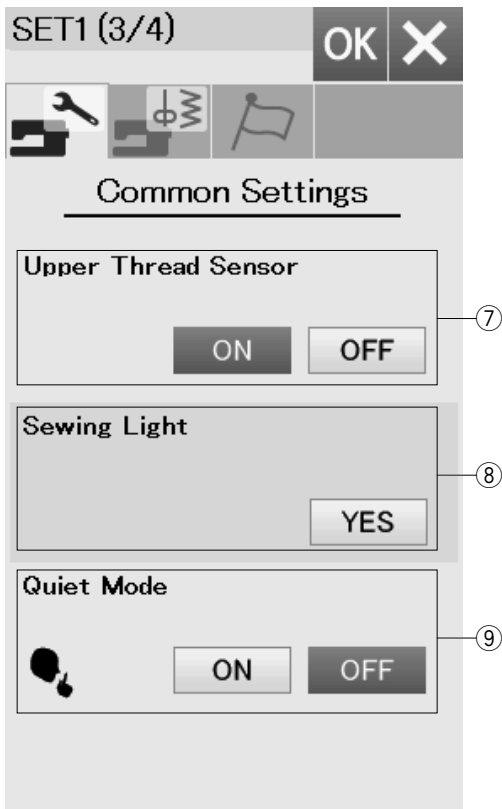 SET1 (3/4)
OK
Common Settings
Upper Thread Sensor
ON OFF
⑦
Sewing Light
YES
⑧
Quiet Mode
ON OFF
⑨